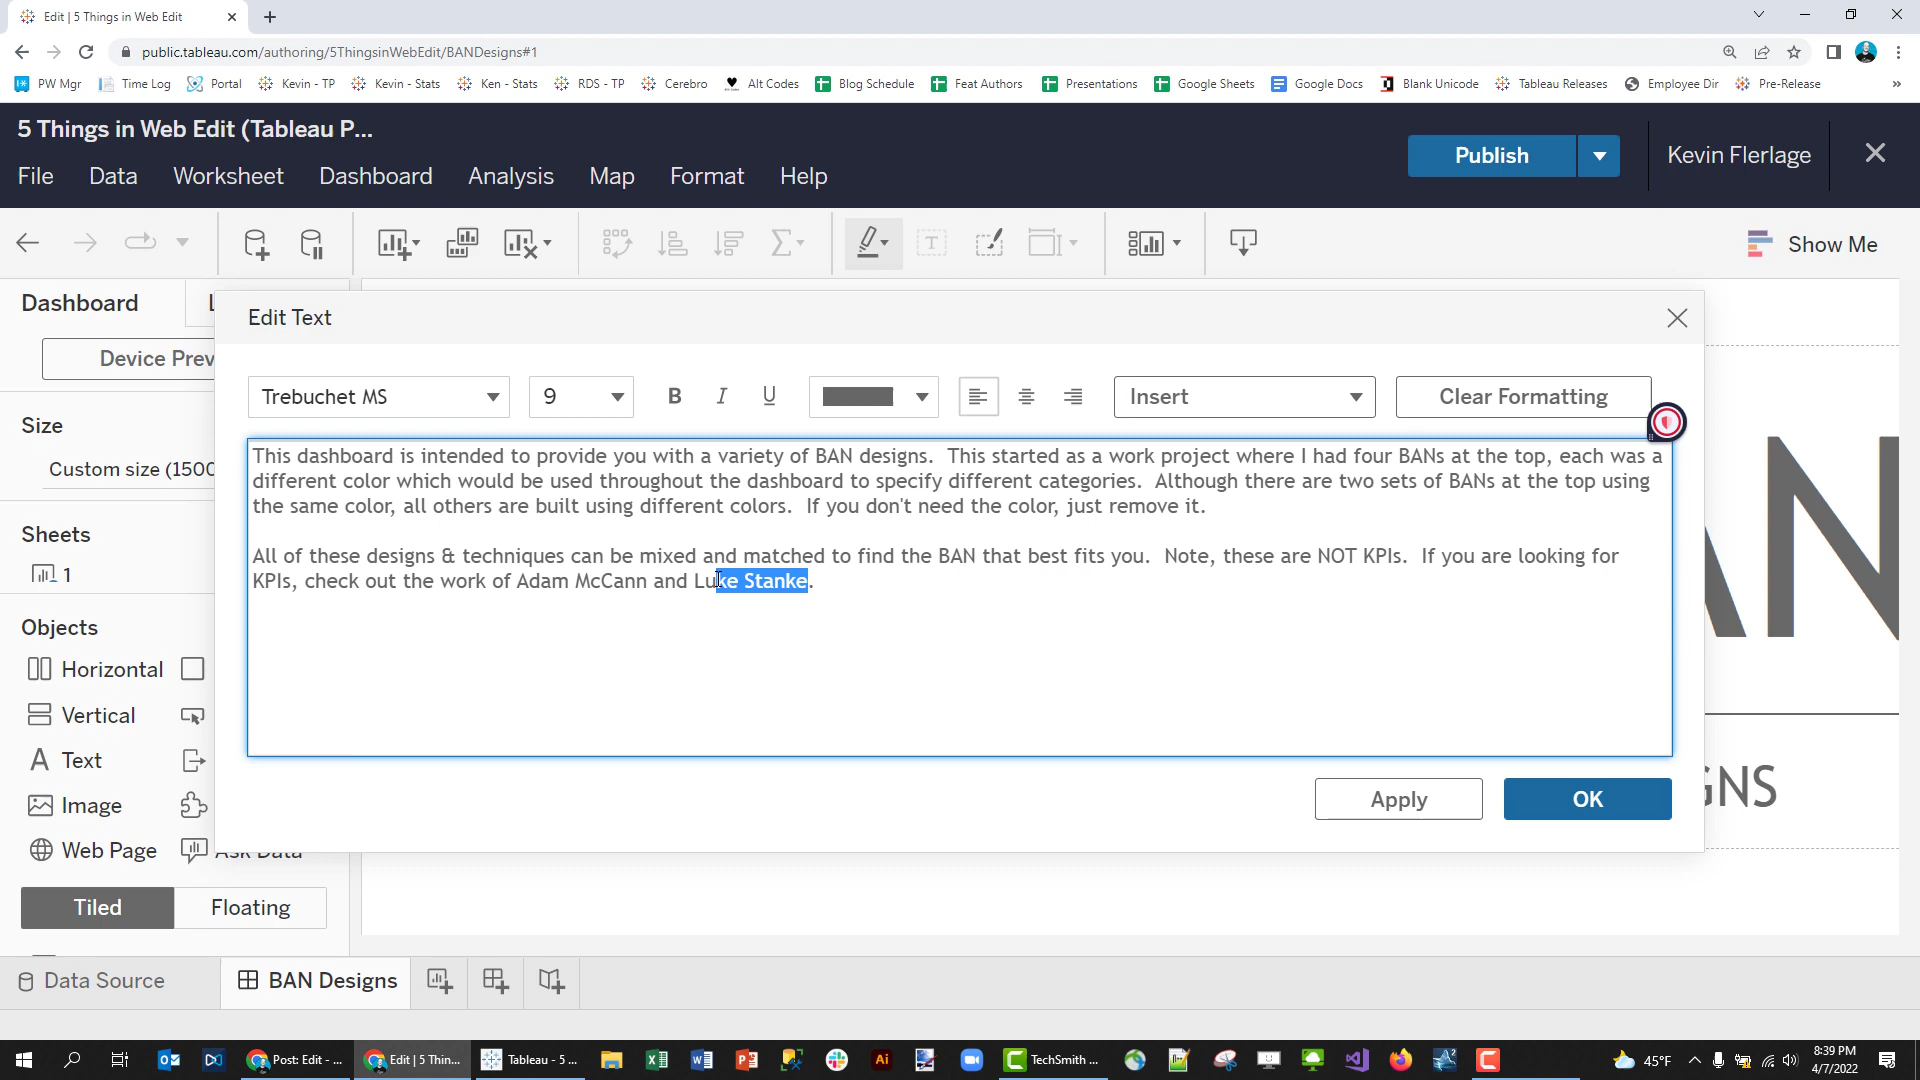 Edit | 5 Things in Web Edit
public.tableau.com/authoring/5ThingsinWebEdit/BANDesigns#1
PW Mgr Time Log Portal Kevin - TP Kevin - Stats Ken - Stats RDS - TP Cerebro Alt Codes Blog Schedule Feat Authors Presentations Google Sheets Google Docs Blank Unicode Tableau Releases Employee Dir Pre-Release »
5 Things in Web Edit (Tableau P...
File Data Worksheet Dashboard Analysis Map Format Help
Publish
Kevin Flerlage
Show Me
Dashboard L
Device Prev
Size
Custom size (1500
Sheets
1
Objects
Horizontal
Vertical
Text
Image
Web Page
Ask Data
Tiled Floating
Edit Text
Trebuchet MS 9 B I U Insert Clear Formatting
This dashboard is intended to provide you with a variety of BAN designs.  This started as a work project where I had four BANs at the top, each was a
different color which would be used throughout the dashboard to specify different categories.  Although there are two sets of BANs at the top using
the same color, all others are built using different colors.  If you don't need the color, just remove it.
All of these designs & techniques can be mixed and matched to find the BAN that best fits you.  Note, these are NOT KPIs.  If you are looking for
KPIs, check out the work of Adam McCann and Luke Stanke.
Apply OK
AN
GNS
Data Source BAN Designs
Post: Edit - ... Edit | 5 Thin... Tableau - 5 ... TechSmith ... 45°F
8:39 PM
4/7/2022